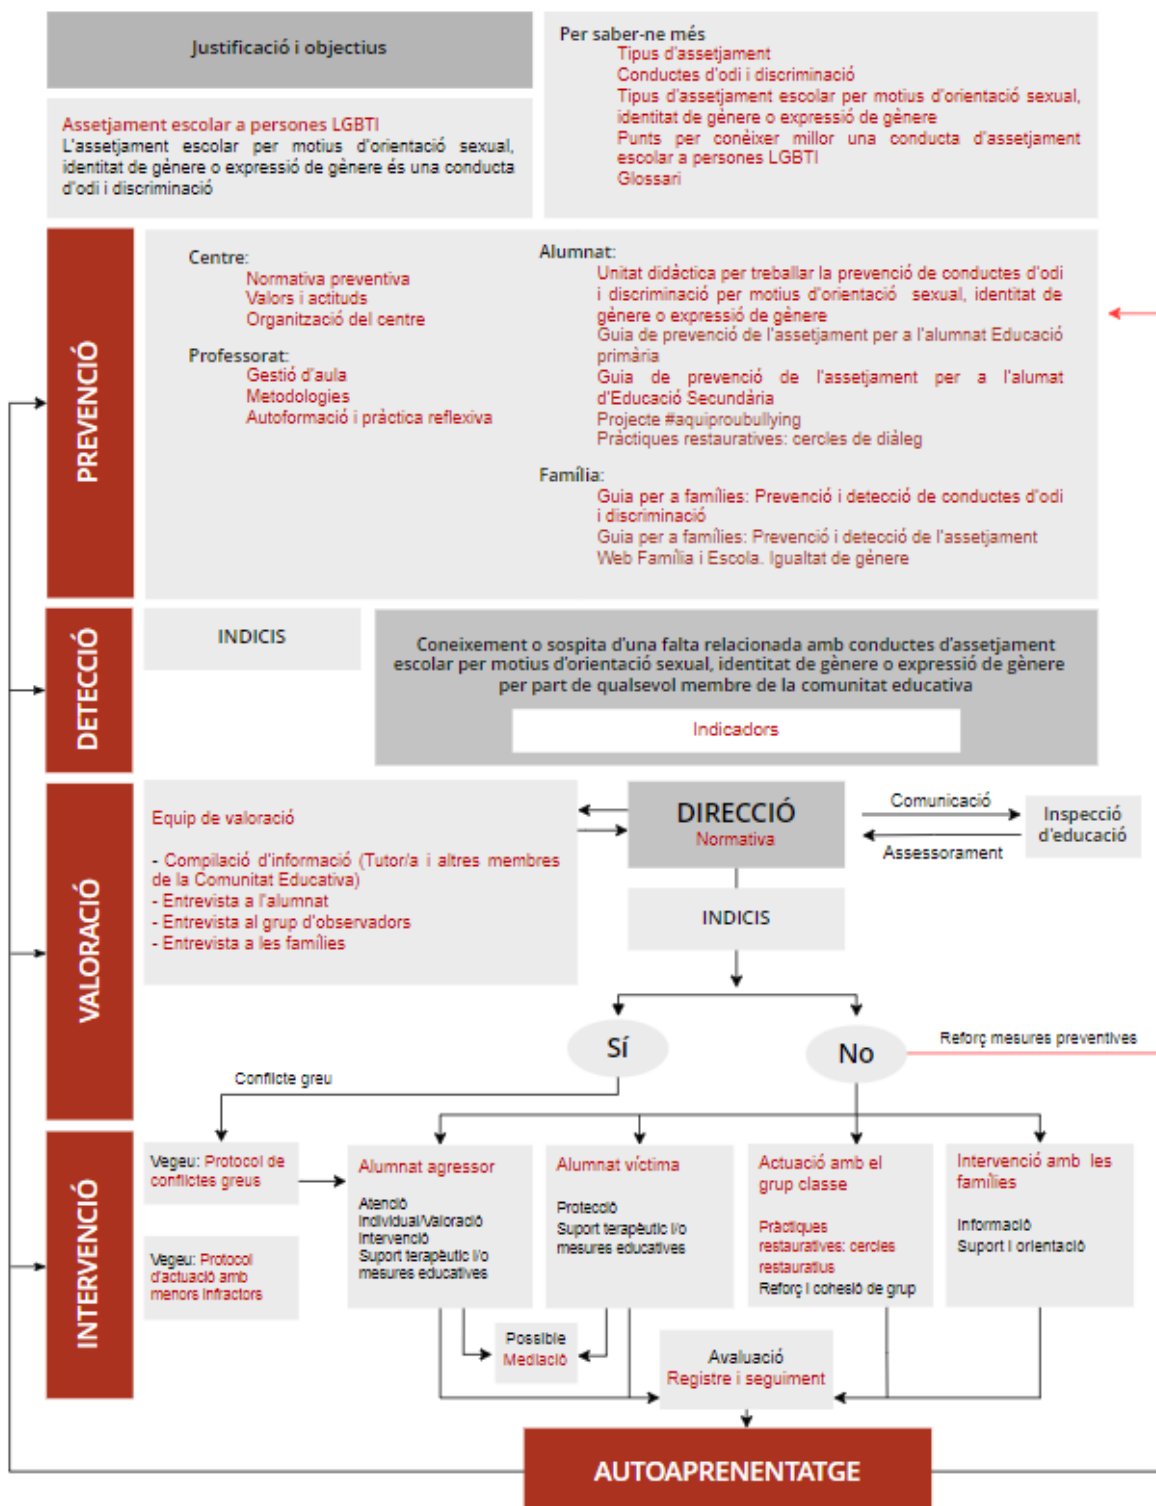 Justificació i objectius
Assetjament escolar a persones LGBTI
L'assetjament escolar per motius d'orientació sexual,
identitat de gènere o expressió de gènere és una conducta
d'odi i discriminació
Per saber-ne més
Tipus d'assetjament
Conductes d'odi i discriminació
Tipus d'assetjament escolar per motius d'orientació sexual,
identitat de gènere o expressió de gènere
Punts per conèixer millor una conducta d'assetjament
escolar a persones LGBTI
Glossari
PREVENCIÓ
Centre:
Normativa preventiva
Valors i actituds
Organització del centre
Professorat:
Gestió d'aula
Metodologies
Autoformació i pràctica reflexiva
Alumnat:
Unitat didàctica per treballar la prevenció de conductes d'odi
i discriminació per motius d'orientació sexual, identitat de
gènere o expressió de gènere
Guia de prevenció de l'assetjament per a l'alumnat Educació
primària
Guia de prevenció de l'assetjament per a l'alumat
d'Educació Secundària
Projecte #aquiproubullying
Pràctiques restauratives: cercles de diàleg
Família:
Guia per a famílies: Prevenció i detecció de conductes d'odi
i discriminació
Guia per a famílies: Prevenció i detecció de l'assetjament
Web Família i Escola. Igualtat de gènere
DETECCIÓ
INDICIS
Coneixement o sospita d'una falta relacionada amb conductes d'assetjament
escolar per motius d'orientació sexual, identitat de gènere o expressió de gènere
per part de qualsevol membre de la comunitat educativa
Indicadors
VALORACIÓ
Equip de valoració
- Compilació d'informació (Tutor/a i altres membres
de la Comunitat Educativa)
- Entrevista a l'alumnat
- Entrevista al grup d'observadors
- Entrevista a les famílies
DIRECCIÓ
Normativa
Comunicació
Assessorament
Inspecció
d'educació
INDICIS
Sí
No
Reforç mesures preventives
Conflicte greu
INTERVENCIÓ
Vegeu: Protocol de
conflictes greus
Vegeu: Protocol
d'actuació amb
menors infractors
Alumnat agressor
Atenció
Individual/Valoració
Intervenció
Suport terapèutic i/o
mesures educatives
Alumnat víctima
Protecció
Suport terapèutic i/o
mesures educatives
Actuació amb el
grup classe
Pràctiques
restauratives: cercles
restauratius
Reforç i cohesió de grup
Intervenció amb les
famílies
Informació
Suport i orientació
Possible
Mediació
Avaluació
Registre i seguiment
AUTOAPRENENTATGE